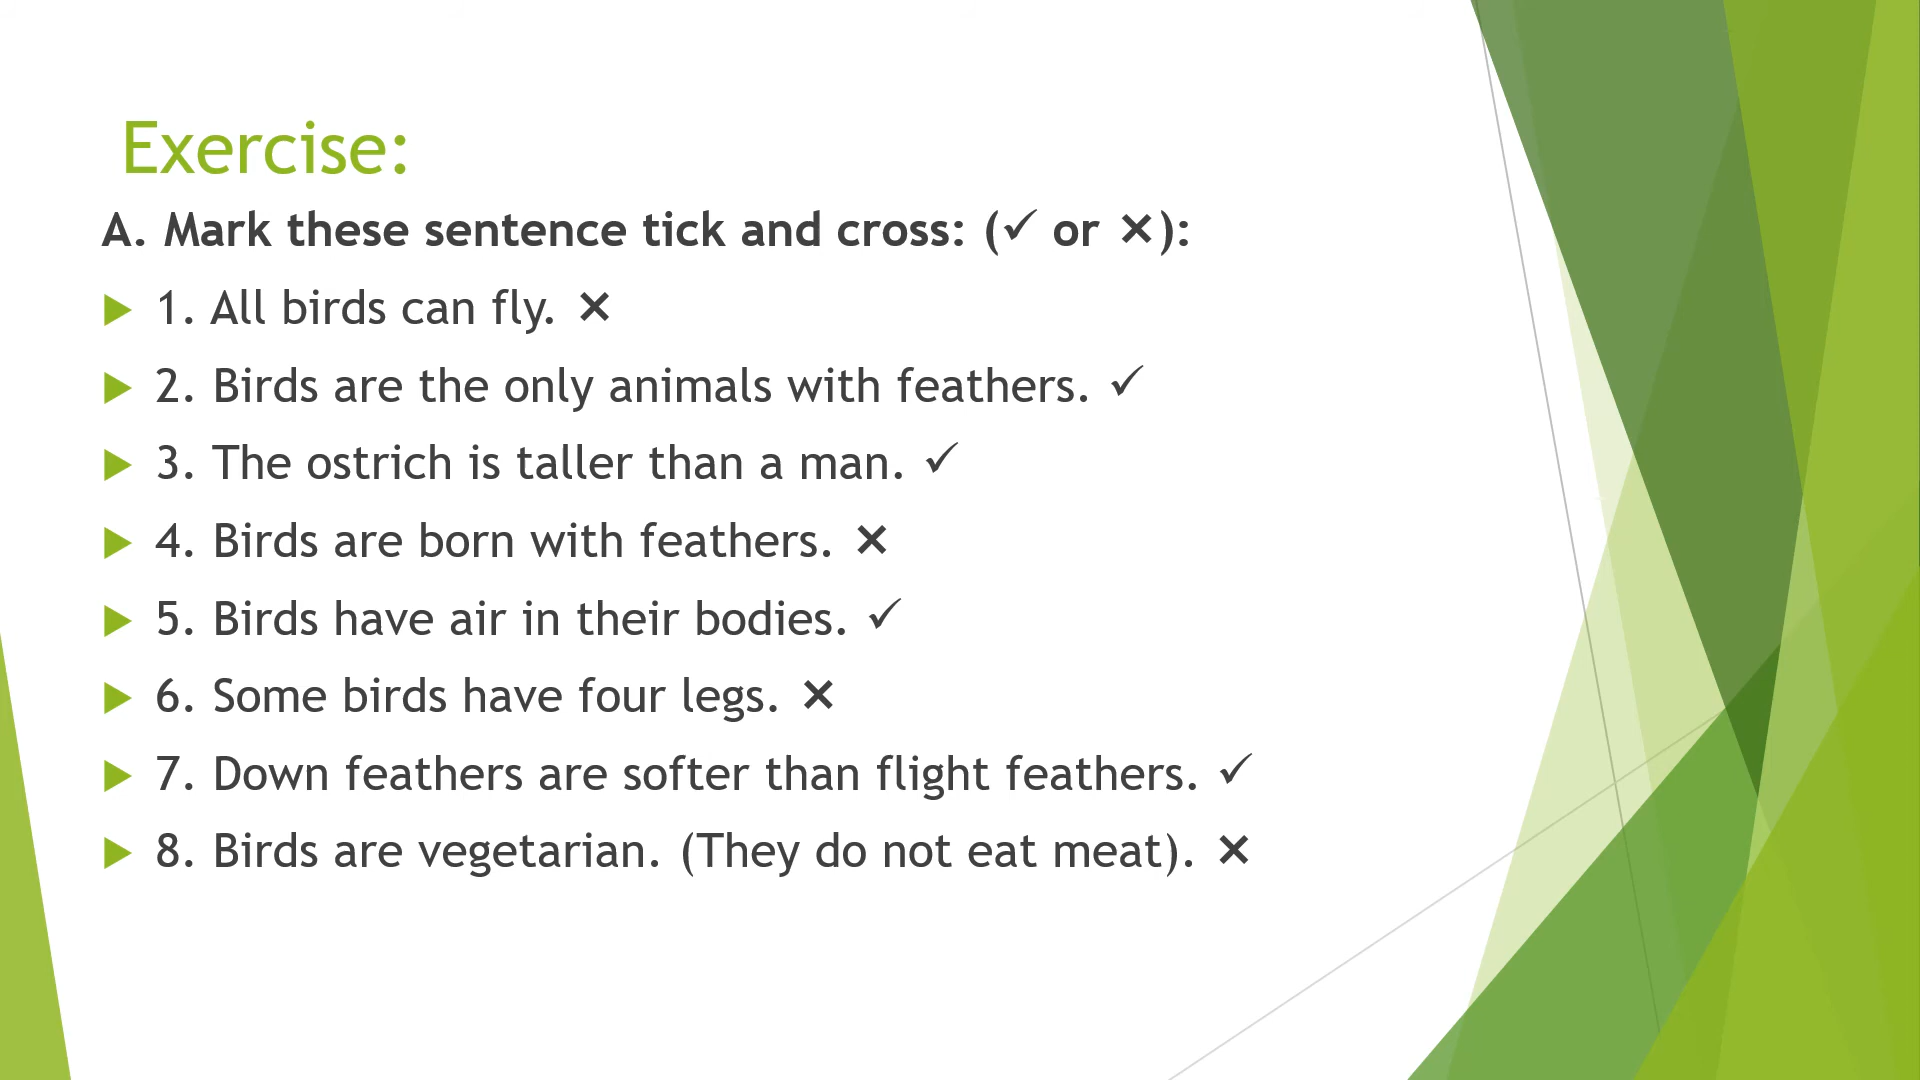 Exercise:
A. Mark these sentence tick and cross: (✓ or ✕):
1. All birds can fly. ✕
2. Birds are the only animals with feathers. ✓
3. The ostrich is taller than a man. ✓
4. Birds are born with feathers. ✕
5. Birds have air in their bodies. ✓
6. Some birds have four legs. ✕
7. Down feathers are softer than flight feathers. ✓
8. Birds are vegetarian. (They do not eat meat). ✕